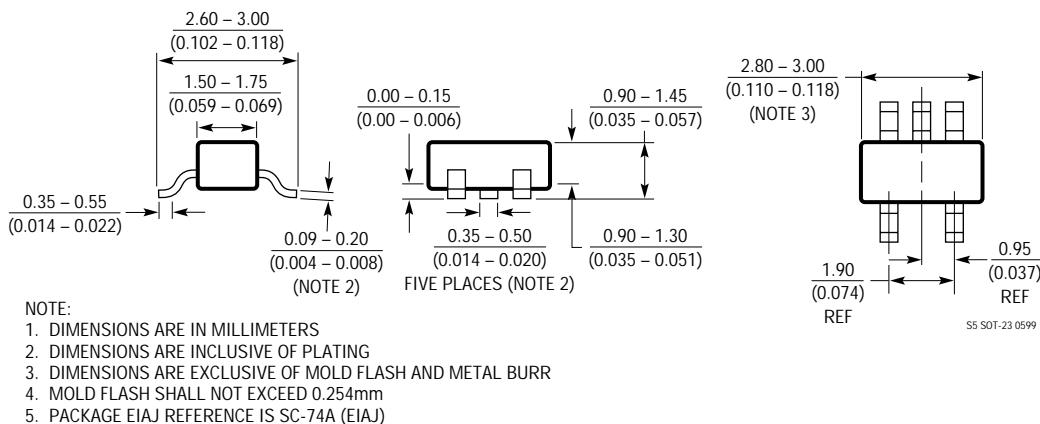 2.60 – 3.00
(0.102 – 0.118)
1.50 – 1.75
(0.059 – 0.069)
0.00 – 0.15
(0.00 – 0.006)
0.90 – 1.45
(0.035 – 0.057)
2.80 – 3.00
(0.110 – 0.118)
(NOTE 3)
0.35 – 0.55
(0.014 – 0.022)
0.09 – 0.20
(0.004 – 0.008)
(NOTE 2)
0.35 – 0.50
(0.014 – 0.020)
FIVE PLACES (NOTE 2)
0.90 – 1.30
(0.035 – 0.051)
1.90
(0.074)
REF
0.95
(0.037)
REF
S5 SOT-23 0599
NOTE:
1. DIMENSIONS ARE IN MILLIMETERS
2. DIMENSIONS ARE INCLUSIVE OF PLATING
3. DIMENSIONS ARE EXCLUSIVE OF MOLD FLASH AND METAL BURR
4. MOLD FLASH SHALL NOT EXCEED 0.254mm
5. PACKAGE EIAJ REFERENCE IS SC-74A (EIAJ)